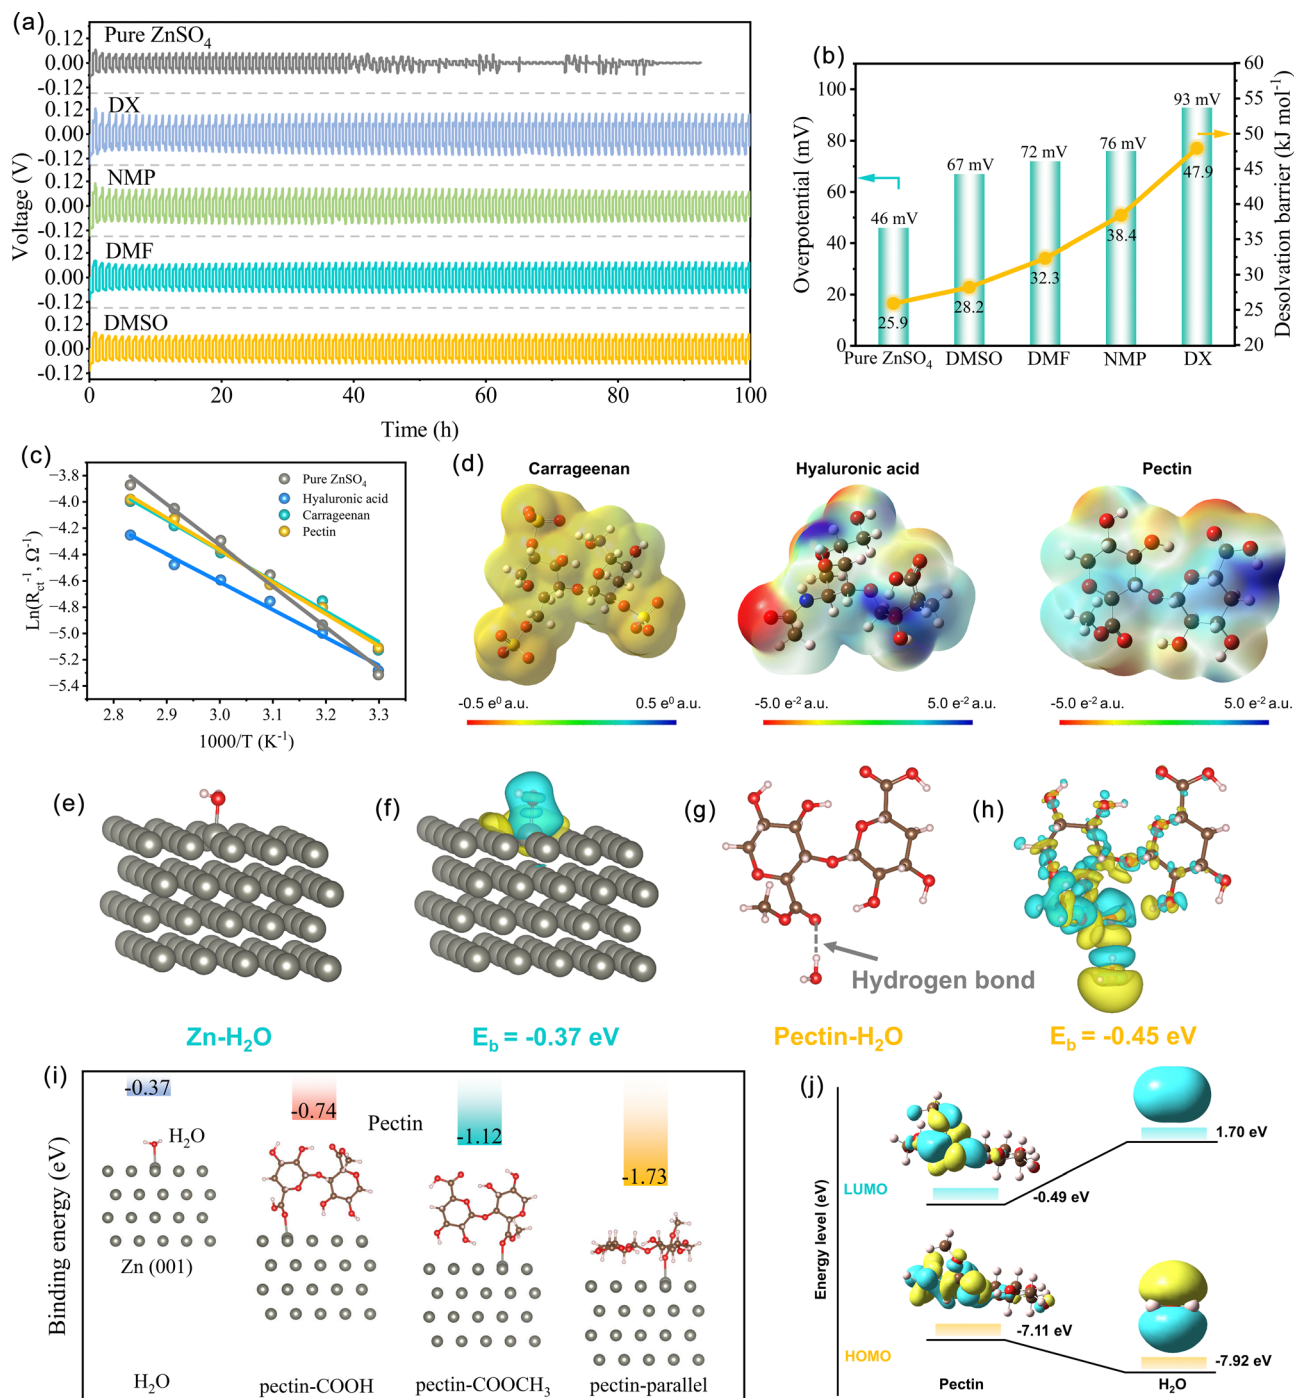 (a)
Pure ZnSO4
0.12
0.00
-0.12
DX
0.12
0.00
-0.12
NMP
0.12
0.00
-0.12
DMF
0.12
0.00
-0.12
DMSO
0.12
0.00
-0.12
Voltage (V)
0 20 40 60 80 100
Time (h)
(b)
Overpotential (mV)
100
80
60
40
20
0
46 mV
67 mV
72 mV
76 mV
93 mV
25.9
28.2
32.3
38.4
47.9
60
55
50
45
40
35
30
25
20
Desolvation barrier (kJ mol-1)
Pure ZnSO4 DMSO DMF NMP DX
(c)
Ln(Rct-1, Ω-1)
-3.8
-4.0
-4.2
-4.4
-4.6
-4.8
-5.0
-5.2
-5.4
Pure ZnSO4
Hyaluronic acid
Carrageenan
Pectin
2.8 2.9 3.0 3.1 3.2 3.3
1000/T (K-1)
(d)
Carrageenan Hyaluronic acid Pectin
-0.5 e0 a.u. 0.5 e0 a.u.
-5.0 e-2 a.u. 5.0 e-2 a.u.
-5.0 e-2 a.u. 5.0 e-2 a.u.
(e)
Zn-H2O
(f)
Eb = -0.37 eV
(g)
Hydrogen bond
Pectin-H2O
(h)
Eb = -0.45 eV
(i)
Binding energy (eV)
-0.37
-0.74
-1.12
-1.73
Pectin
H2O
Zn (001)
H2O pectin-COOH pectin-COOCH3 pectin-parallel
(j)
Energy level (eV)
LUMO
-0.49 eV
1.70 eV
HOMO
-7.11 eV
-7.92 eV
Pectin H2O